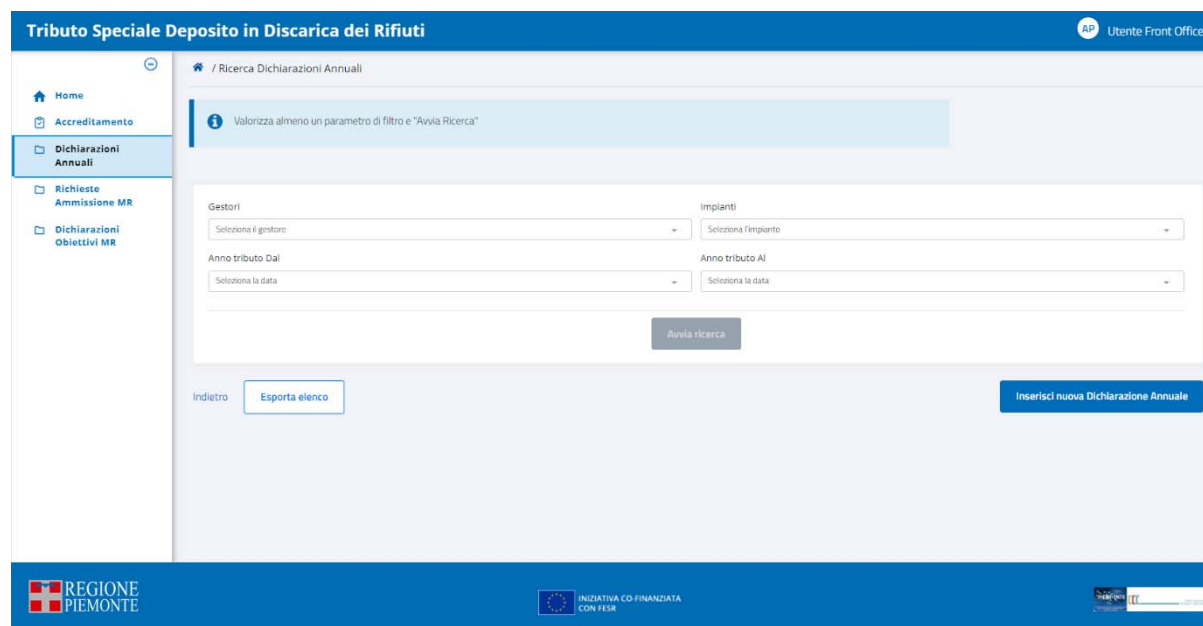 Tributo Speciale Deposito in Discarica dei Rifiuti
AP Utente Front Office
/ Ricerca Dichiarazioni Annuali
Home
Accreditamento
Dichiarazioni
Annuali
Richieste
Ammissione MR
Dichiarazioni
Obiettivi MR
Valorizza almeno un parametro di filtro e "Avvia Ricerca"
Gestori
Impianti
Seleziona il gestore
Seleziona l'impianto
Anno tributo Dal
Anno tributo Al
Seleziona la data
Seleziona la data
Avvia ricerca
Indietro
Esporta elenco
Inserisci nuova Dichiarazione Annuale
REGIONE
PIEMONTE
INIZIATIVA CO-FINANZIATA
CON FESR